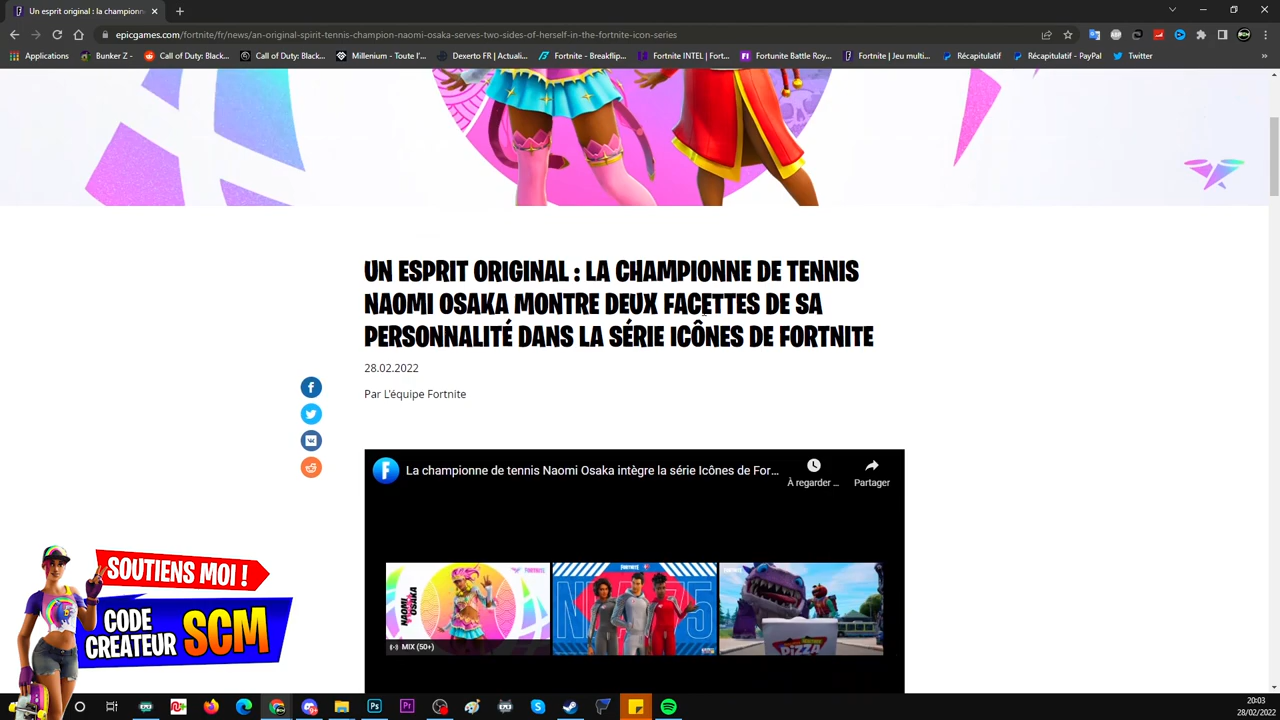 Un esprit original : la champion
epicgames.com/fortnite/fr/news/an-original-spirit-tennis-champion-naomi-osaka-serves-two-sides-of-herself-in-the-fortnite-icon-series
Applications Bunker Z - Call of Duty: Black... Call of Duty: Black... Millenium - Toute l'... Dexerto FR | Actuali... Fortnite - Breakflip... Fortnite INTEL | Fort... Fortunite Battle Roy... Fortnite | Jeu multi... Récapitulatif Récapitulatif - PayPal Twitter »
UN ESPRIT ORIGINAL : LA CHAMPIONNE DE TENNIS
NAOMI OSAKA MONTRE DEUX FACETTES DE SA
PERSONNALITÉ DANS LA SÉRIE ICÔNES DE FORTNITE
28.02.2022
Par L'équipe Fortnite
La championne de tennis Naomi Osaka intègre la série Icônes de For...
À regarder ... Partager
NAOMI
OSAKA
MIX (50+)
FORTNITE
PIZZA
SOUTIENS MOI !
CODE
CREATEUR SCM
20:03
28/02/2022